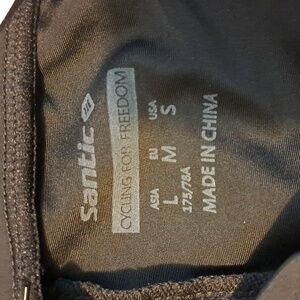 Santic
CYCLING FOR FREEDOM
ASIA EU USA
L M S
175/78A
MADE IN CHINA